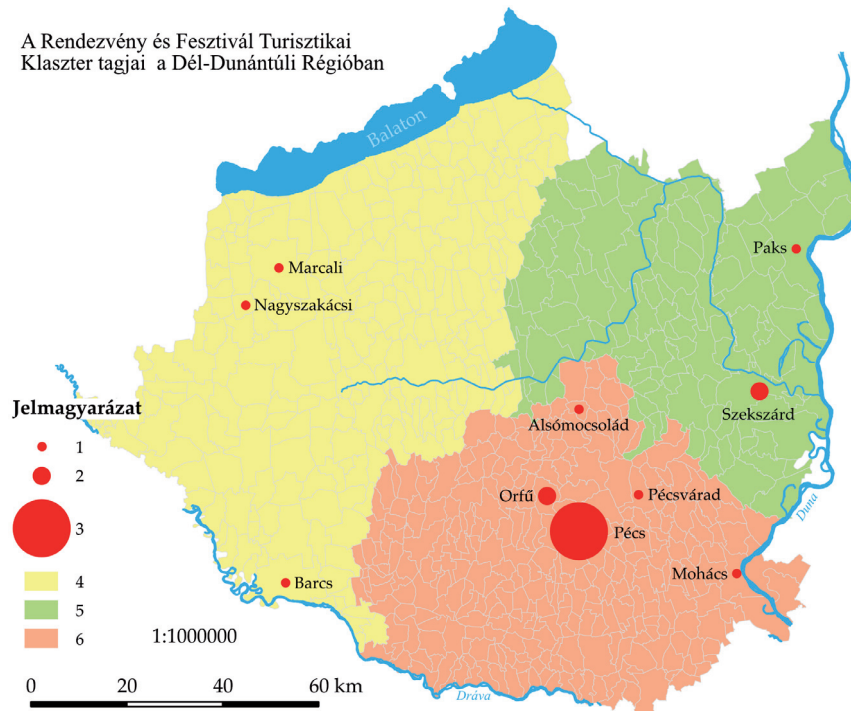 A Rendezvény és Fesztivál Turisztikai
Klaszter tagjai a Dél-Dunántúli Régióban
Balaton
Paks
Marcali
Nagyszakácsi
Jelmagyarázat
1
2
3
4
5
6
Szekszárd
Alsómocsolád
Orfű
Pécsvárad
Pécs
Duna
Mohács
Barcs
1:1000000
0 20 40 60 km
Dráva